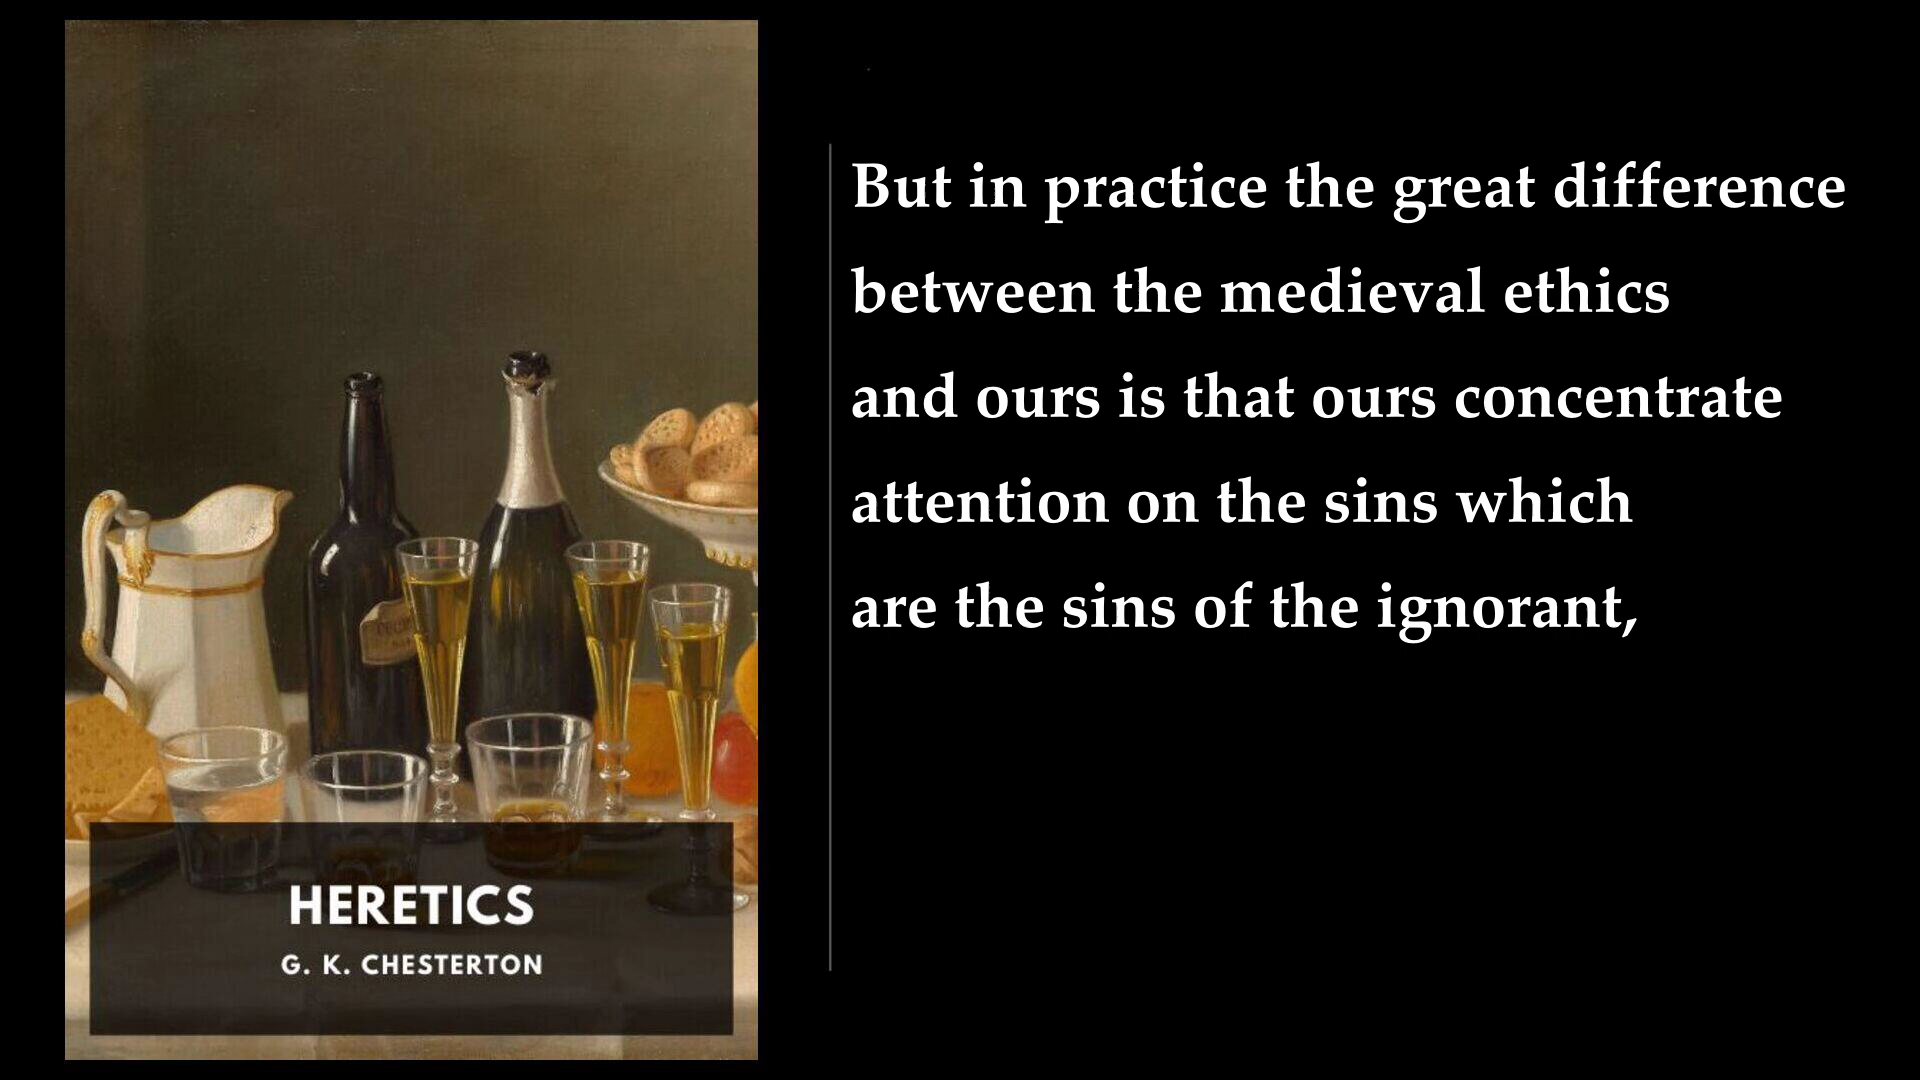 But in practice the great difference
between the medieval ethics
and ours is that ours concentrate
attention on the sins which
are the sins of the ignorant,
HERETICS
G. K. CHESTERTON